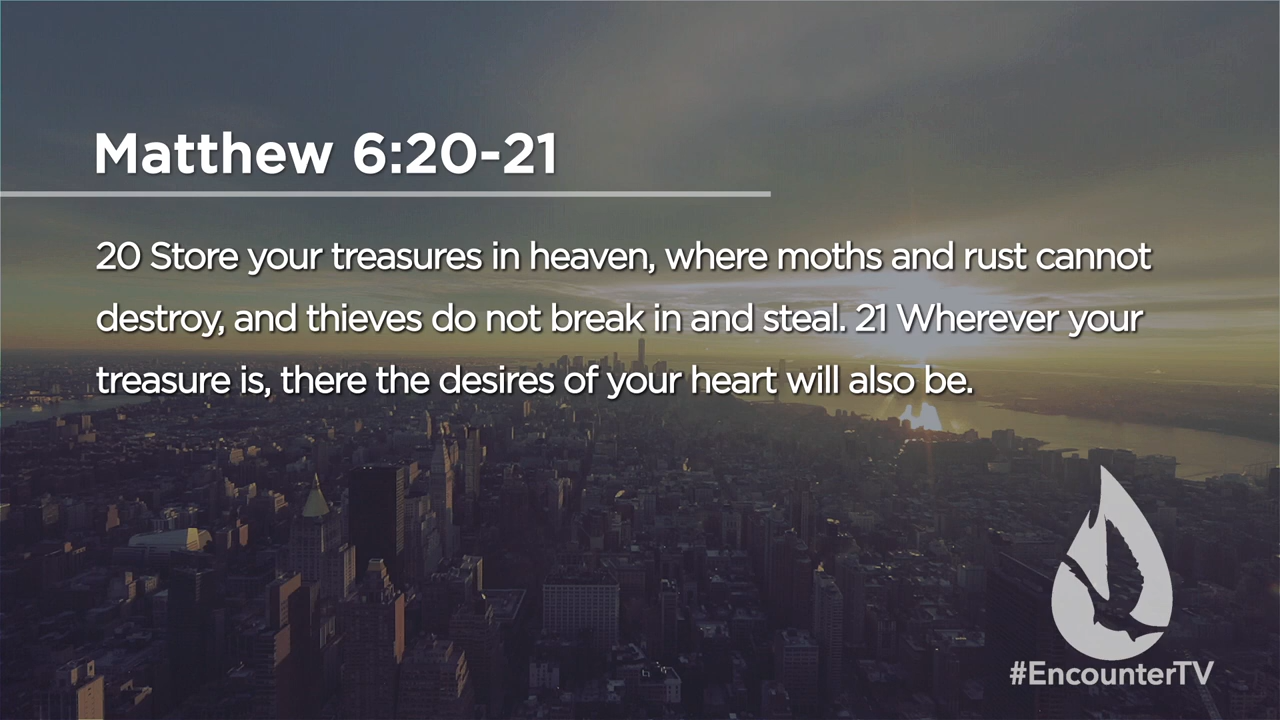 Matthew 6:20-21
20 Store your treasures in heaven, where moths and rust cannot
destroy, and thieves do not break in and steal. 21 Wherever your
treasure is, there the desires of your heart will also be.
#EncounterTV